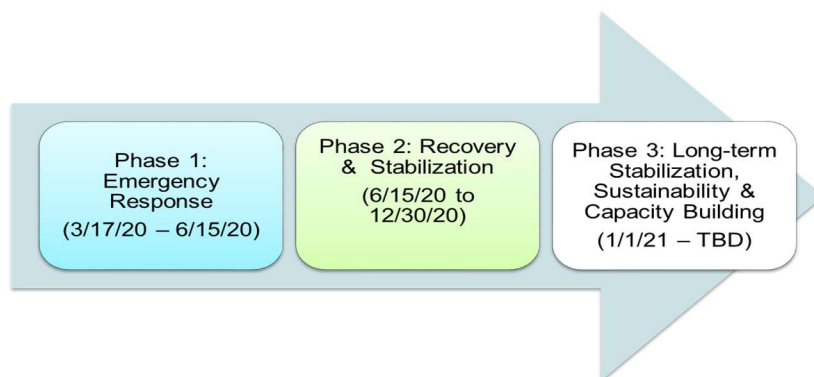 Phase 1:
Emergency
Response
(3/17/20 – 6/15/20)
Phase 2: Recovery
& Stabilization
(6/15/20 to
12/30/20)
Phase 3: Long-term
Stabilization,
Sustainability &
Capacity Building
(1/1/21 – TBD)